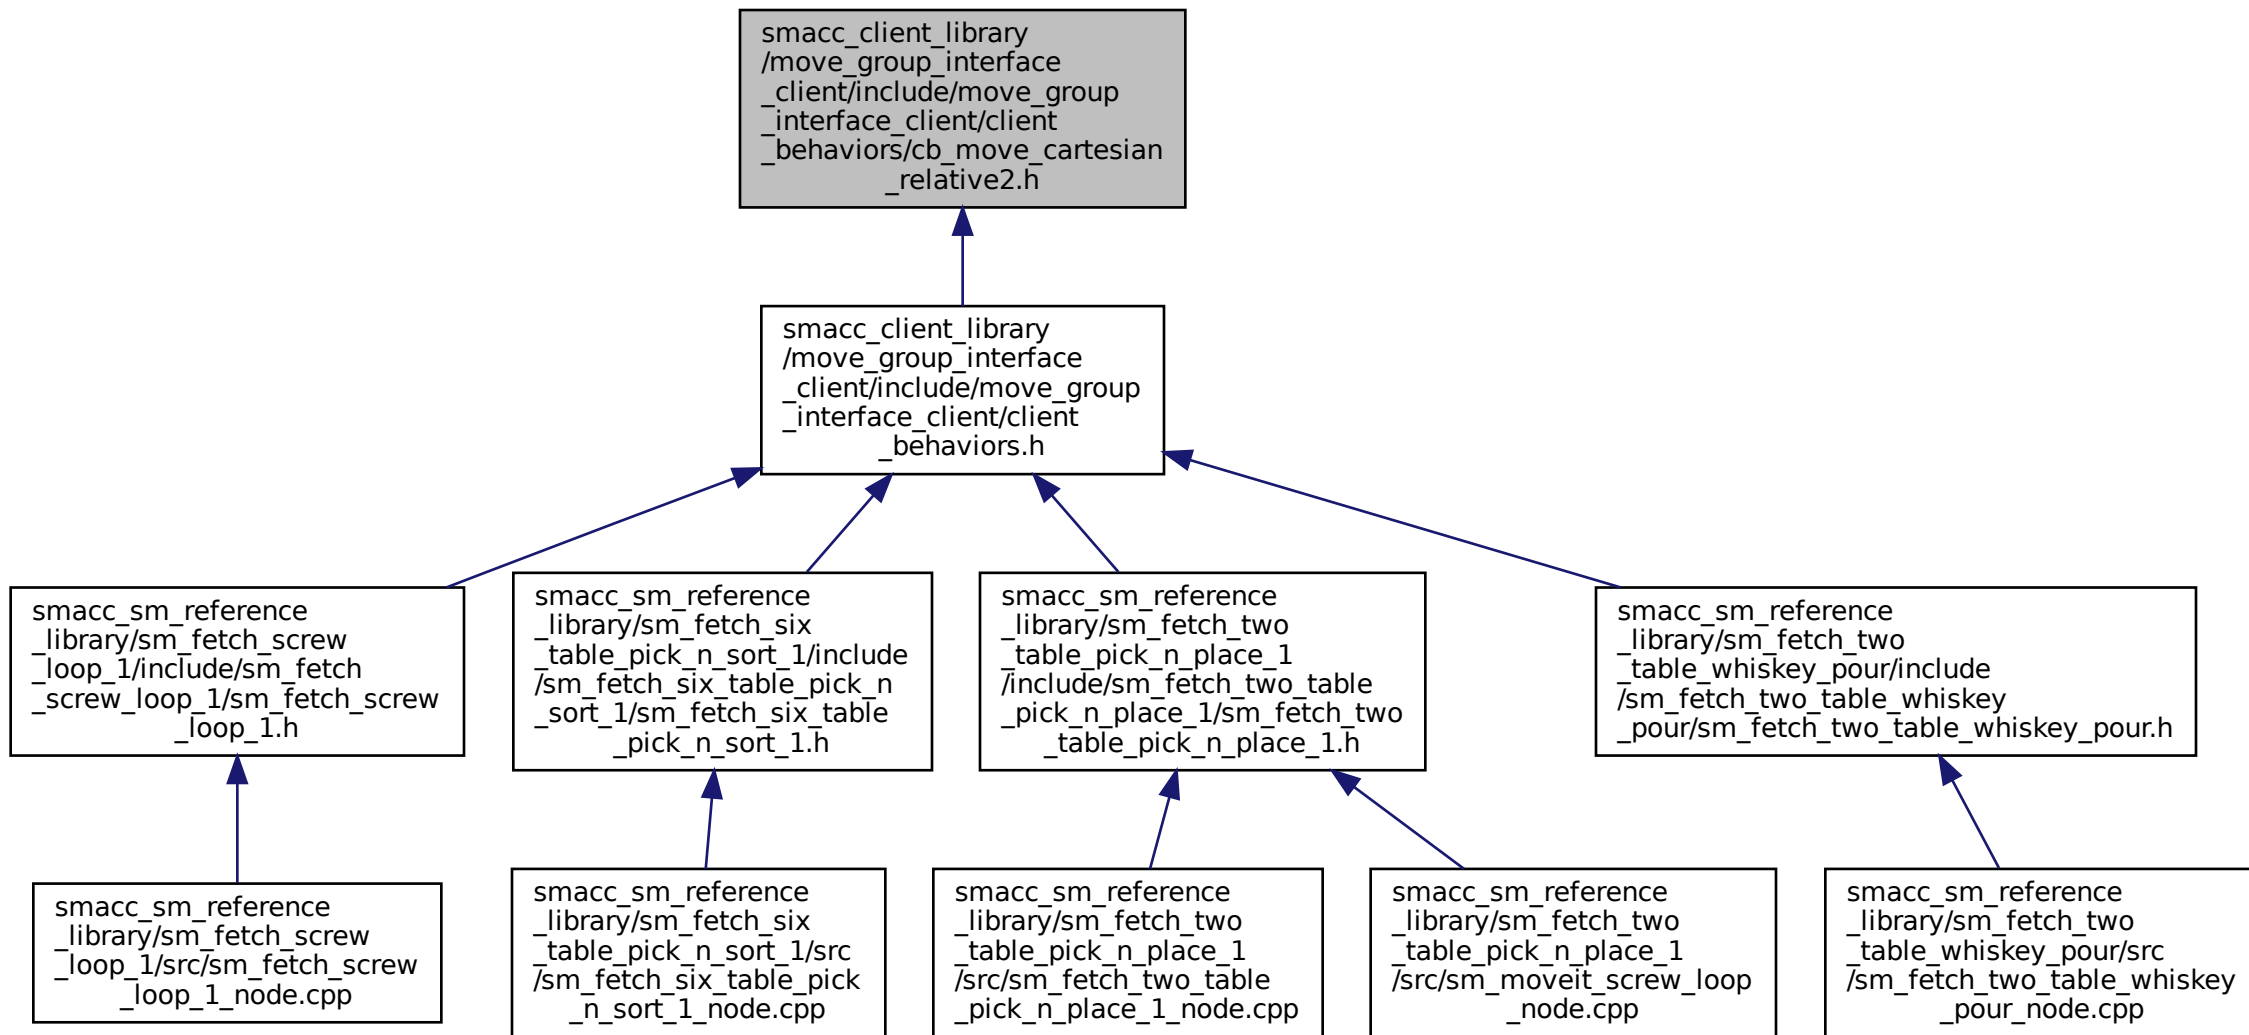 smacc_client_library
/move_group_interface
_client/include/move_group
_interface_client/client
_behaviors/cb_move_cartesian
_relative2.h
smacc_client_library
/move_group_interface
_client/include/move_group
_interface_client/client
_behaviors.h
smacc_sm_reference
_library/sm_fetch_screw
_loop_1/include/sm_fetch
_screw_loop_1/sm_fetch_screw
_loop_1.h
smacc_sm_reference
_library/sm_fetch_six
_table_pick_n_sort_1/include
/sm_fetch_six_table_pick_n
_sort_1/sm_fetch_six_table
_pick_n_sort_1.h
smacc_sm_reference
_library/sm_fetch_two
_table_pick_n_place_1
/include/sm_fetch_two_table
_pick_n_place_1/sm_fetch_two
_table_pick_n_place_1.h
smacc_sm_reference
_library/sm_fetch_two
_table_whiskey_pour/include
/sm_fetch_two_table_whiskey
_pour/sm_fetch_two_table_whiskey_pour.h
smacc_sm_reference
_library/sm_fetch_screw
_loop_1/src/sm_fetch_screw
_loop_1_node.cpp
smacc_sm_reference
_library/sm_fetch_six
_table_pick_n_sort_1/src
/sm_fetch_six_table_pick
_n_sort_1_node.cpp
smacc_sm_reference
_library/sm_fetch_two
_table_pick_n_place_1
/src/sm_fetch_two_table
_pick_n_place_1_node.cpp
smacc_sm_reference
_library/sm_fetch_two
_table_pick_n_place_1
/src/sm_moveit_screw_loop
_node.cpp
smacc_sm_reference
_library/sm_fetch_two
_table_whiskey_pour/src
/sm_fetch_two_table_whiskey
_pour_node.cpp